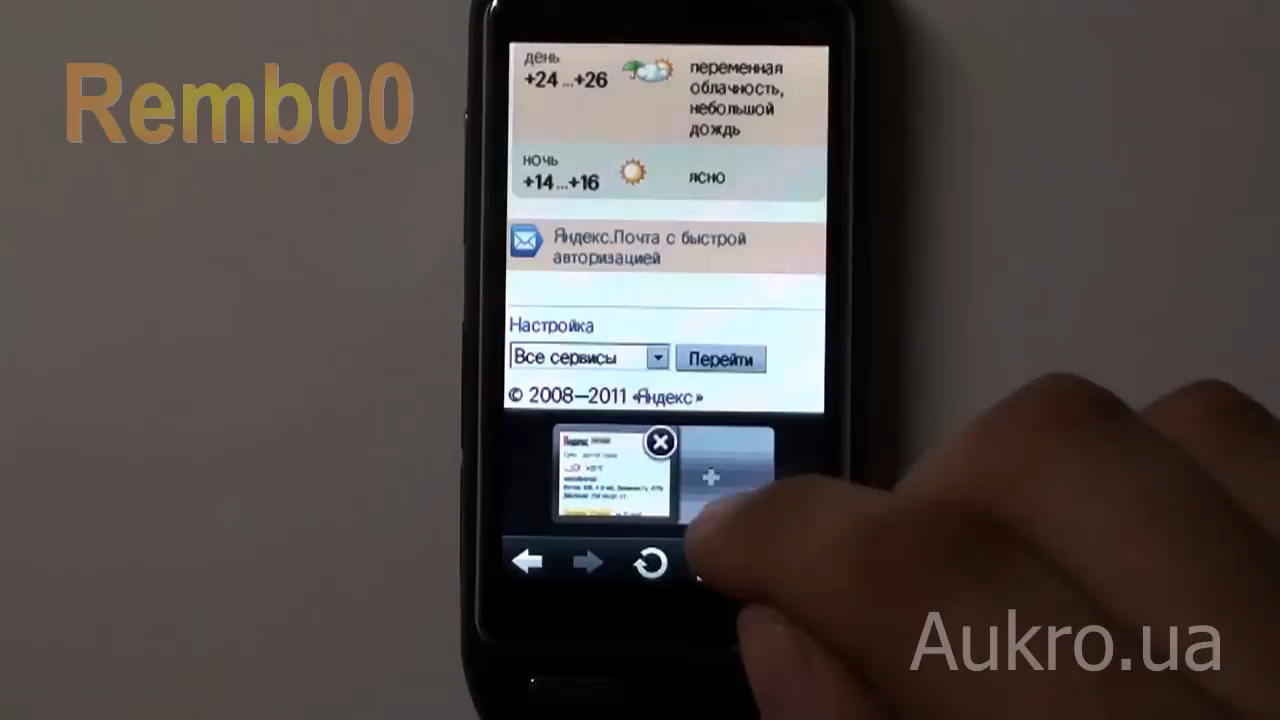 Remb00
день
+24 ...+26
переменная
облачность,
небольшой
дождь
ночь
+14 ...+16
ясно
Яндекс.Почта с быстрой
авторизацией
Настройка
Все сервисы
Перейти
© 2008—2011 «Яндекс»
Яндекс
Aukro.ua